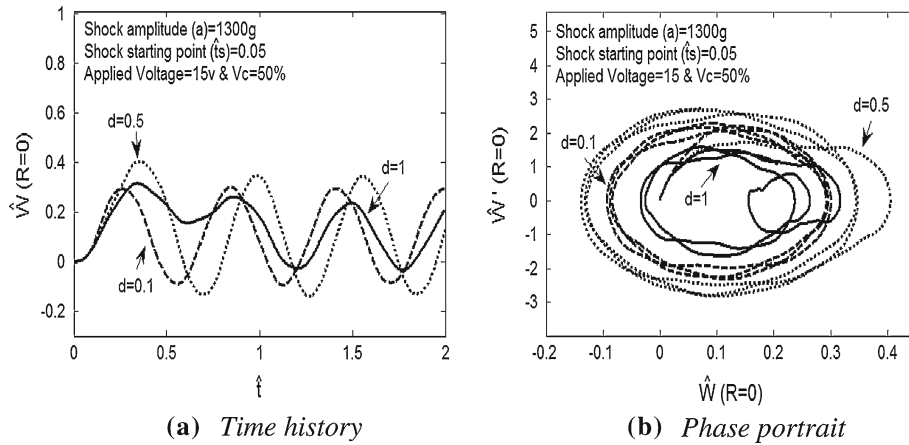 Shock amplitude (a)=1300g
Shock starting point (t̂s)=0.05
Applied Voltage=15v & Vc=50%
d=0.5
d=1
d=0.1
1
0.8
0.6
0.4
0.2
0
-0.2
0 0.5 1 1.5 2
Ŵ (R=0)
t̂
(a) Time history
Shock amplitude (a)=1300g
Shock starting point (t̂s)=0.05
Applied Voltage=15 & Vc=50%
d=0.5
d=0.1
d=1
5
4
3
2
1
0
-1
-2
-3
-0.2 -0.1 0 0.1 0.2 0.3 0.4 0.5
Ŵ ' (R=0)
Ŵ (R=0)
(b) Phase portrait